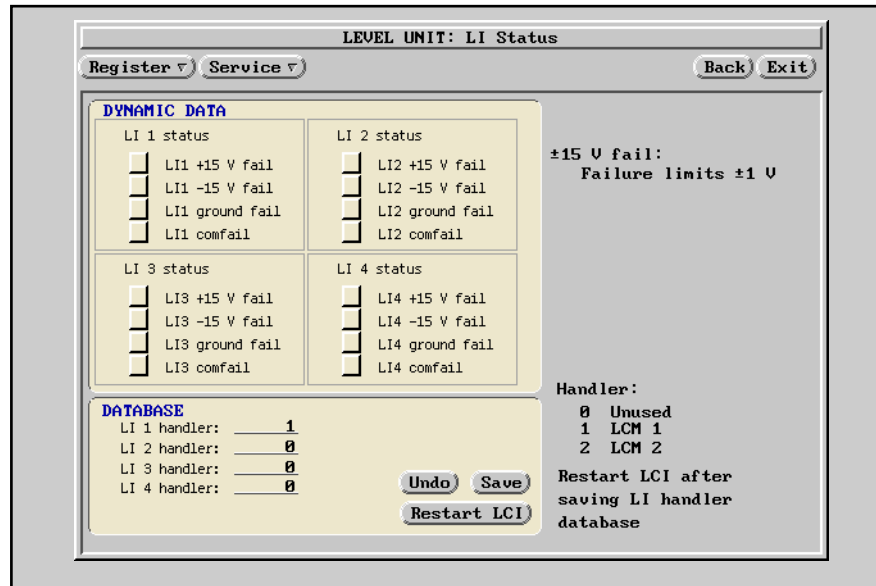 LEVEL UNIT: LI Status
Register ▿ Service ▿ Back Exit
DYNAMIC DATA
LI 1 status
LI1 +15 V fail
LI1 -15 V fail
LI1 ground fail
LI1 comfail
LI 2 status
LI2 +15 V fail
LI2 -15 V fail
LI2 ground fail
LI2 comfail
LI 3 status
LI3 +15 V fail
LI3 -15 V fail
LI3 ground fail
LI3 comfail
LI 4 status
LI4 +15 V fail
LI4 -15 V fail
LI4 ground fail
LI4 comfail
±15 V fail:
Failure limits ±1 V
DATABASE
LI 1 handler: 1
LI 2 handler: 0
LI 3 handler: 0
LI 4 handler: 0
Undo Save
Restart LCI
Handler:
0 Unused
1 LCM 1
2 LCM 2
Restart LCI after
saving LI handler
database